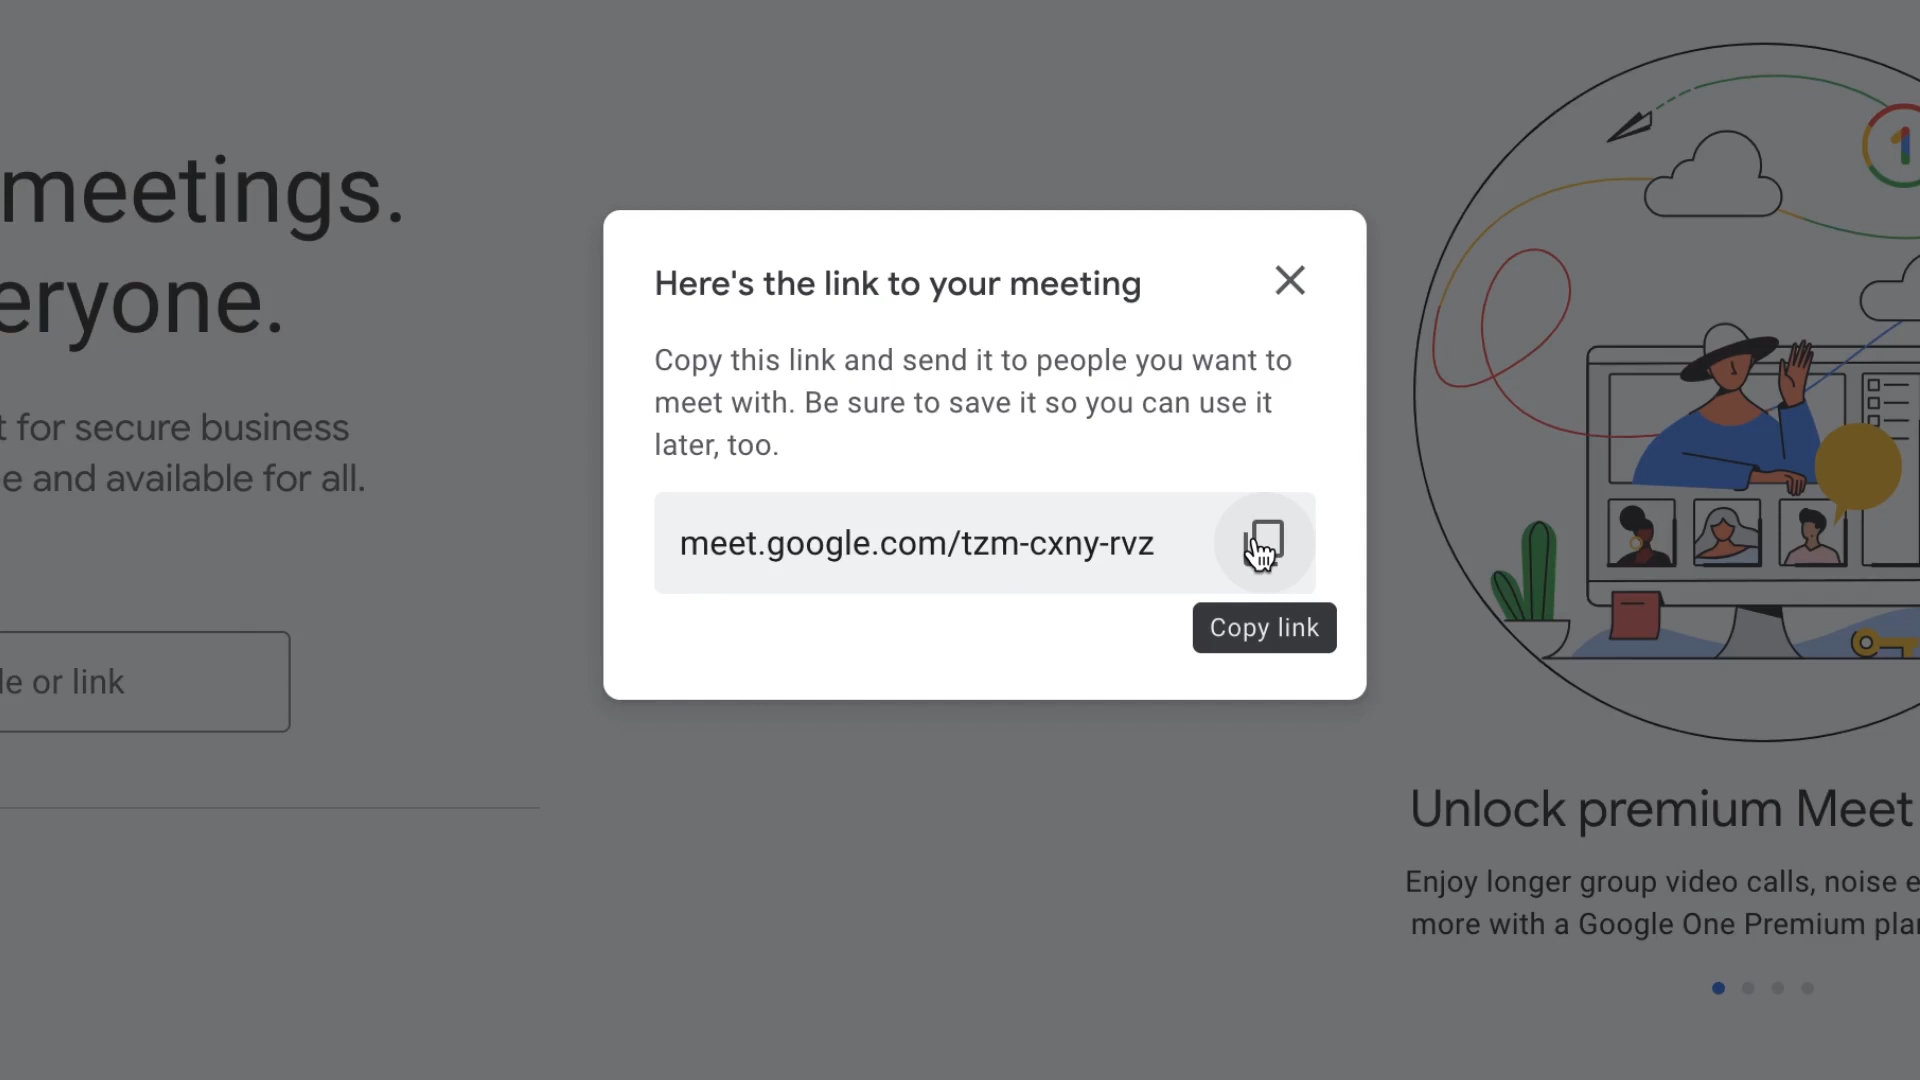 meetings.
eryone.
t for secure business
e and available for all.
le or link
Here's the link to your meeting
Copy this link and send it to people you want to
meet with. Be sure to save it so you can use it
later, too.
meet.google.com/tzm-cxny-rvz
Copy link
1
Unlock premium Meet
Enjoy longer group video calls, noise e
more with a Google One Premium plan